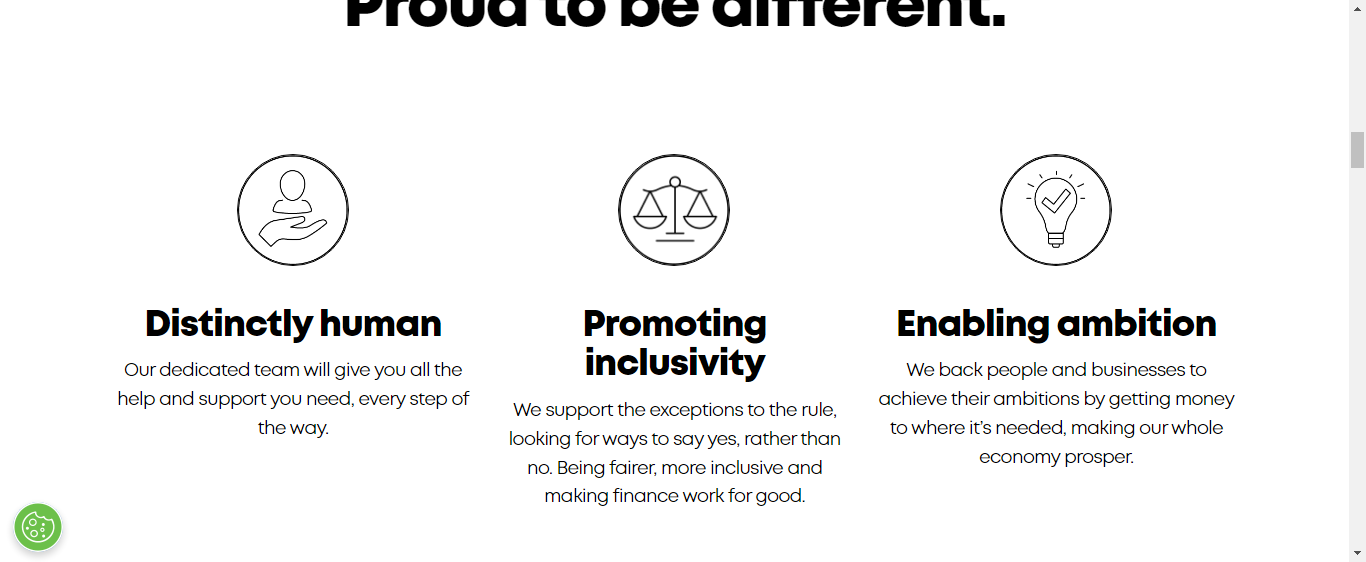 Proud to be different.
Distinctly human
Our dedicated team will give you all the
help and support you need, every step of
the way.
Promoting
inclusivity
We support the exceptions to the rule,
looking for ways to say yes, rather than
no. Being fairer, more inclusive and
making finance work for good.
Enabling ambition
We back people and businesses to
achieve their ambitions by getting money
to where it’s needed, making our whole
economy prosper.